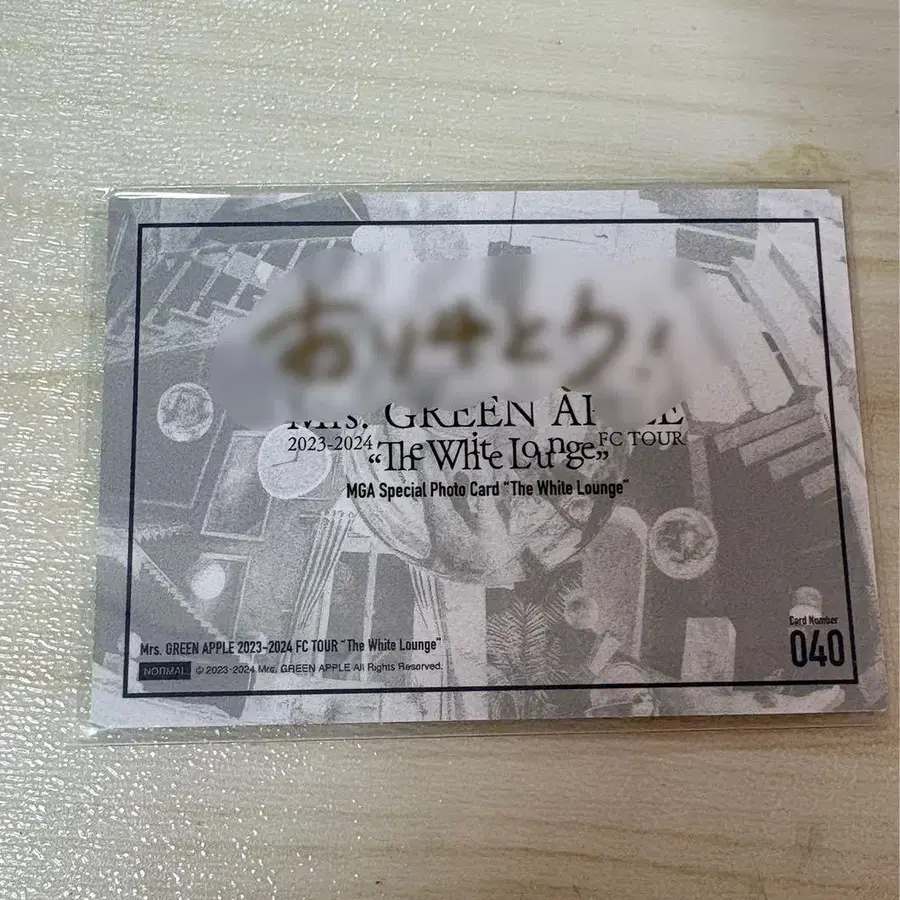 ありがとう!
Mrs. GREEN APPLE
2023-2024 "The White Lounge" FC TOUR
MGA Special Photo Card "The White Lounge"
Mrs. GREEN APPLE 2023-2024 FC TOUR "The White Lounge"
NORMAL © 2023-2024 Mrs. GREEN APPLE All Rights Reserved.
Card Number
040